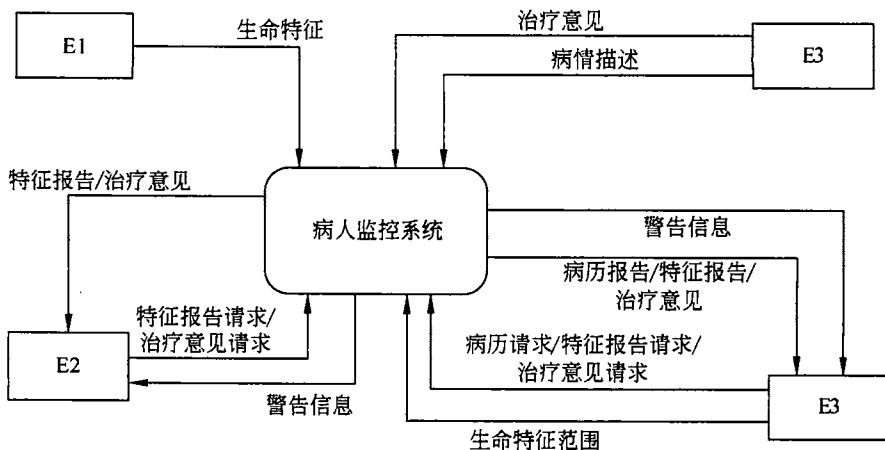 E1
生命特征
治疗意见
病情描述
E3
特征报告/治疗意见
病人监控系统
警告信息
病历报告/特征报告/
治疗意见
特征报告请求/
治疗意见请求
E2
警告信息
病历请求/特征报告请求/
治疗意见请求
E3
生命特征范围